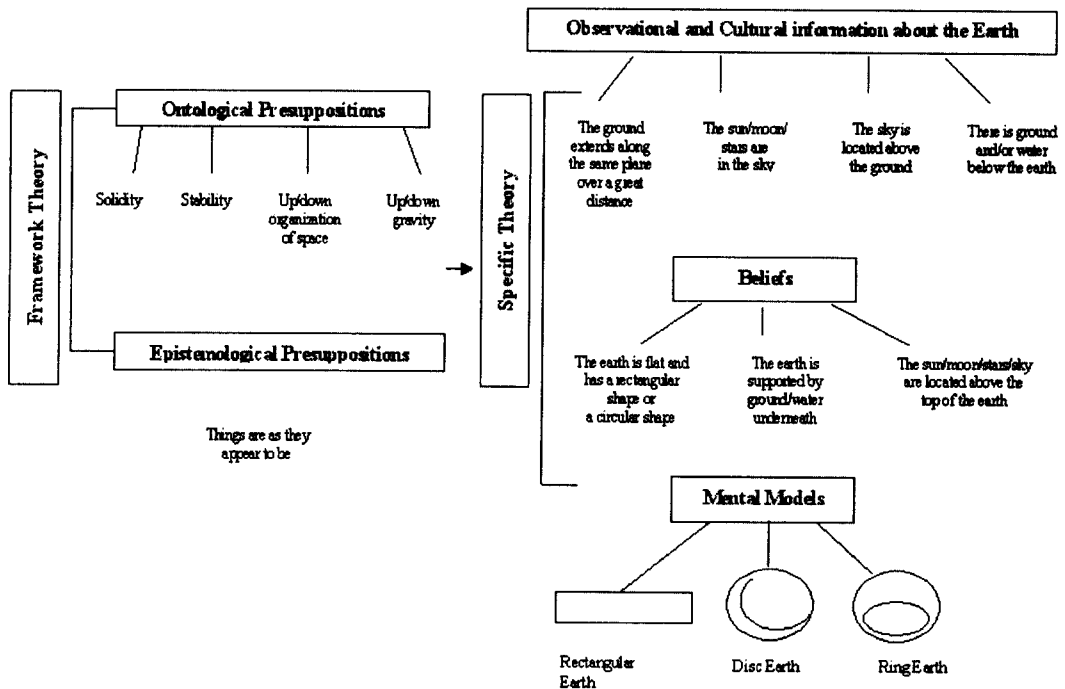 Observational and Cultural information about the Earth
Framework Theory
Ontological Presuppositions
Solidity
Stability
Up/down
organization
of space
Up/down
gravity
Epistemological Presuppositions
Things are as they
appear to be
Specific Theory
The ground
extends along
the same plane
over a great
distance
The sun/moon/
stars are
in the sky
The sky is
located above
the ground
There is ground
and/or water
below the earth
Beliefs
The earth is flat and
has a rectangular
shape or
a circular shape
The earth is
supported by
ground/water
underneath
The sun/moon/stars/sky
are located above the
top of the earth
Mental Models
Rectangular
Earth
Disc Earth
Ring Earth